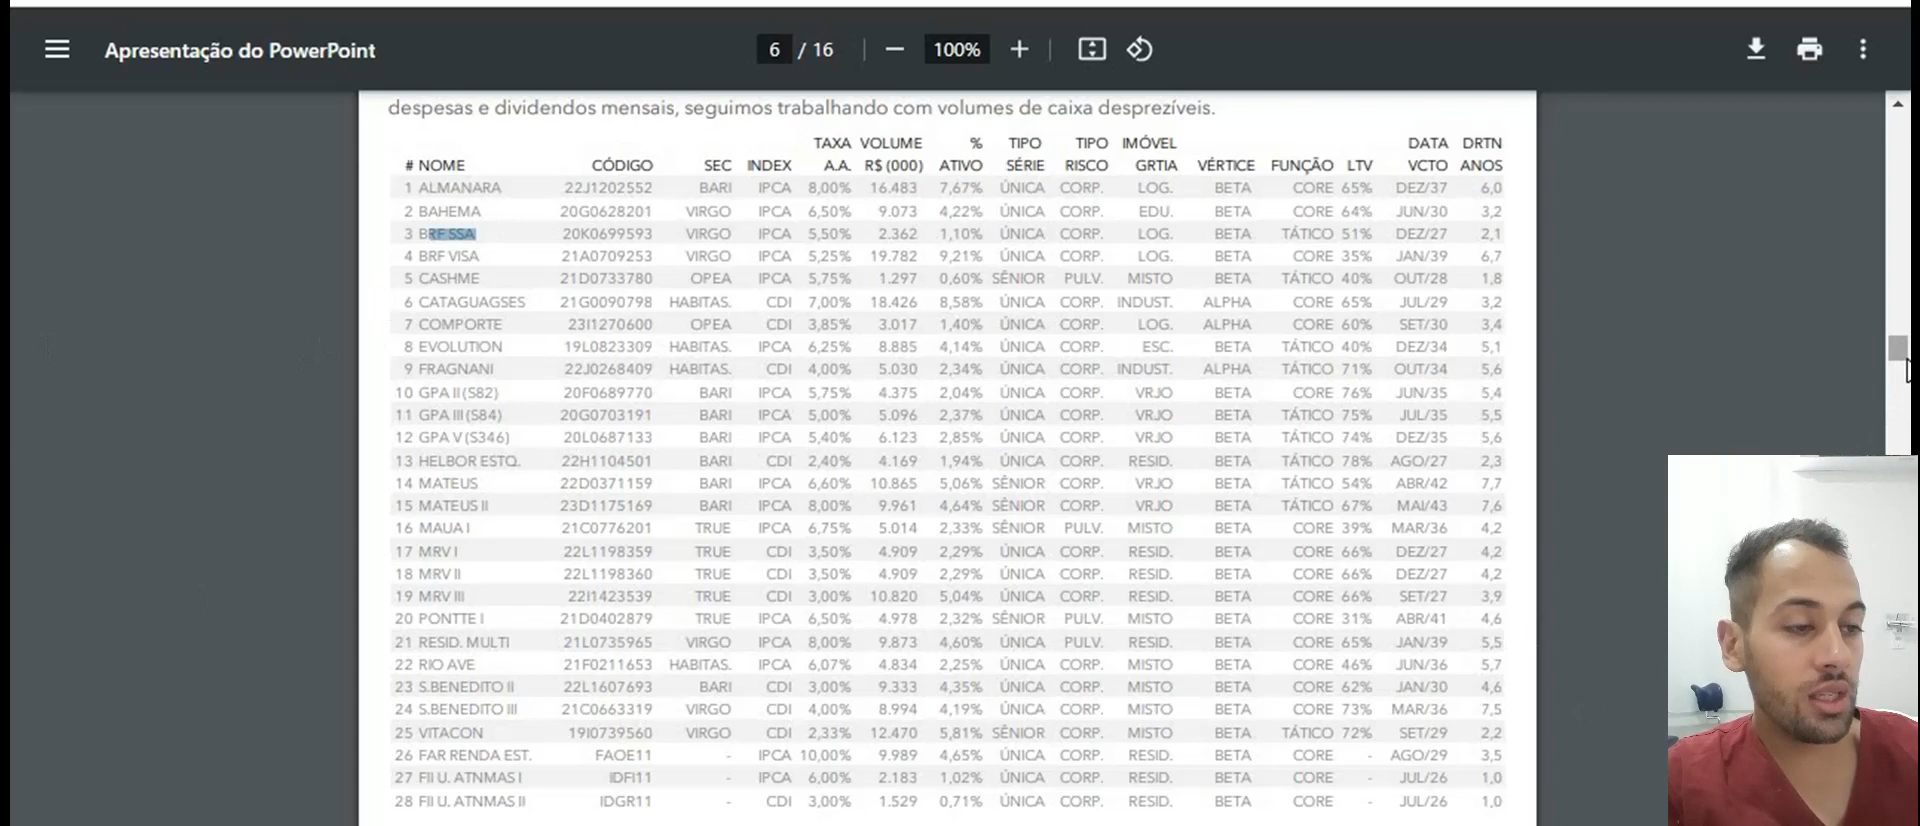 Apresentação do PowerPoint
6 / 16
100%
despesas e dividendos mensais, seguimos trabalhando com volumes de caixa desprezíveis.
TAXA VOLUME % TIPO TIPO IMÓVEL DATA DRTN
# NOME CÓDIGO SEC INDEX A.A. R$ (000) ATIVO SÉRIE RISCO GRTIA VÉRTICE FUNÇÃO LTV VCTO ANOS
1 ALMANARA 22J1202552 BARI IPCA 8,00% 16.483 7,67% ÚNICA CORP. LOG. BETA CORE 65% DEZ/37 6,0
2 BAHEMA 20G0628201 VIRGO IPCA 6,50% 9.073 4,22% ÚNICA CORP. EDU. BETA CORE 64% JUN/30 3,2
3 BRF SSA 20K0699593 VIRGO IPCA 5,50% 2.362 1,10% ÚNICA CORP. LOG. BETA TÁTICO 51% DEZ/27 2,1
4 BRF VISA 21A0709253 VIRGO IPCA 5,25% 19.782 9,21% ÚNICA CORP. LOG. BETA CORE 35% JAN/39 6,7
5 CASHME 21D0733780 OPEA IPCA 5,75% 1.297 0,60% SÊNIOR PULV. MISTO BETA TÁTICO 40% OUT/28 1,8
6 CATAGUAGSES 21G0090798 HABITAS. CDI 7,00% 18.426 8,58% ÚNICA CORP. INDUST. ALPHA CORE 65% JUL/29 3,2
7 COMPORTE 23I1270600 OPEA CDI 3,85% 3.017 1,40% ÚNICA CORP. LOG. ALPHA CORE 60% SET/30 3,4
8 EVOLUTION 19L0823309 HABITAS. IPCA 6,25% 8.885 4,14% ÚNICA CORP. ESC. BETA TÁTICO 40% DEZ/34 5,1
9 FRAGNANI 22J0268409 HABITAS. CDI 4,00% 5.030 2,34% ÚNICA CORP. INDUST. ALPHA TÁTICO 71% OUT/34 5,6
10 GPA II (S82) 20F0689770 BARI IPCA 5,75% 4.375 2,04% ÚNICA CORP. VRJO BETA CORE 76% JUN/35 5,4
11 GPA III (S84) 20G0703191 BARI IPCA 5,00% 5.096 2,37% ÚNICA CORP. VRJO BETA TÁTICO 75% JUL/35 5,5
12 GPA V (S346) 20L0687133 BARI IPCA 5,40% 6.123 2,85% ÚNICA CORP. VRJO BETA TÁTICO 74% DEZ/35 5,6
13 HELBOR ESTQ. 22H1104501 BARI CDI 2,40% 4.169 1,94% ÚNICA CORP. RESID. BETA TÁTICO 78% AGO/27 2,3
14 MATEUS 22D0371159 BARI IPCA 6,60% 10.865 5,06% SÊNIOR CORP. VRJO BETA TÁTICO 54% ABR/42 7,7
15 MATEUS II 23D1175169 BARI IPCA 8,00% 9.961 4,64% SÊNIOR CORP. VRJO BETA TÁTICO 67% MAI/43 7,6
16 MAUA I 21C0776201 TRUE IPCA 6,75% 5.014 2,33% SÊNIOR PULV. MISTO BETA CORE 39% MAR/36 4,2
17 MRV I 22L1198359 TRUE CDI 3,50% 4.909 2,29% ÚNICA CORP. RESID. BETA CORE 66% DEZ/27 4,2
18 MRV II 22L1198360 TRUE CDI 3,50% 4.909 2,29% ÚNICA CORP. RESID. BETA CORE 66% DEZ/27 4,2
19 MRV III 22I1423539 TRUE CDI 3,00% 10.820 5,04% ÚNICA CORP. RESID. BETA CORE 66% SET/27 3,9
20 PONTTE I 21D0402879 TRUE IPCA 6,50% 4.978 2,32% SÊNIOR PULV. MISTO BETA CORE 31% ABR/41 4,6
21 RESID. MULTI 21L0735965 VIRGO IPCA 8,00% 9.873 4,60% ÚNICA PULV. RESID. BETA CORE 65% JAN/39 5,5
22 RIO AVE 21F0211653 HABITAS. IPCA 6,07% 4.834 2,25% ÚNICA CORP. MISTO BETA CORE 46% JUN/36 5,7
23 S.BENEDITO II 22L1607693 BARI CDI 3,00% 9.333 4,35% ÚNICA CORP. MISTO BETA CORE 62% JAN/30 4,6
24 S.BENEDITO III 21C0663319 VIRGO CDI 4,00% 8.994 4,19% ÚNICA CORP. MISTO BETA CORE 73% MAR/36 7,5
25 VITACON 19I0739560 VIRGO CDI 2,33% 12.470 5,81% SÊNIOR CORP. MISTO BETA TÁTICO 72% SET/29 2,2
26 FAR RENDA EST. FAOE11 - IPCA 10,00% 9.989 4,65% ÚNICA CORP. RESID. BETA CORE - AGO/29 3,5
27 FII U. ATNMAS I IDFI11 - IPCA 6,00% 2.183 1,02% ÚNICA CORP. RESID. BETA CORE - JUL/26 1,0
28 FII U. ATNMAS II IDGR11 - CDI 3,00% 1.529 0,71% ÚNICA CORP. RESID. BETA CORE - JUL/26 1,0